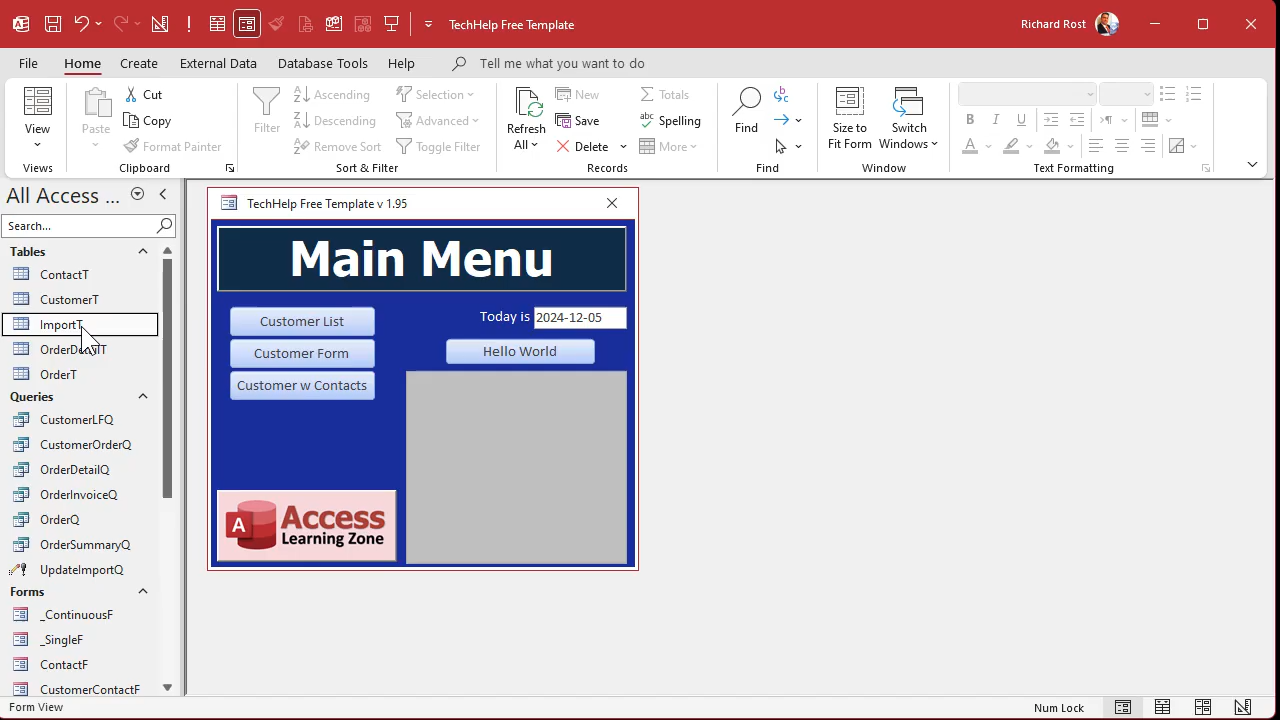 TechHelp Free Template
Richard Rost
File
Home
Create
External Data
Database Tools
Help
Tell me what you want to do
View
Views
Paste
Cut
Copy
Format Painter
Clipboard
Filter
Ascending
Descending
Remove Sort
Selection
Advanced
Toggle Filter
Sort & Filter
Refresh
All
New
Save
Delete
Totals
Spelling
More
Records
Find
Find
Size to
Fit Form
Switch
Windows
Window
Text Formatting
All Access ...
Search...
Tables
ContactT
CustomerT
ImportT
OrderT
Queries
CustomerLFQ
CustomerOrderQ
OrderDetailQ
OrderInvoiceQ
OrderQ
OrderSummaryQ
UpdateImportQ
Forms
_ContinuousF
_SingleF
ContactF
CustomerContactF
TechHelp Free Template v 1.95
Main Menu
Customer List
Customer Form
Customer w Contacts
Today is 2024-12-05
Hello World
A Access
Learning Zone
Form View
Num Lock